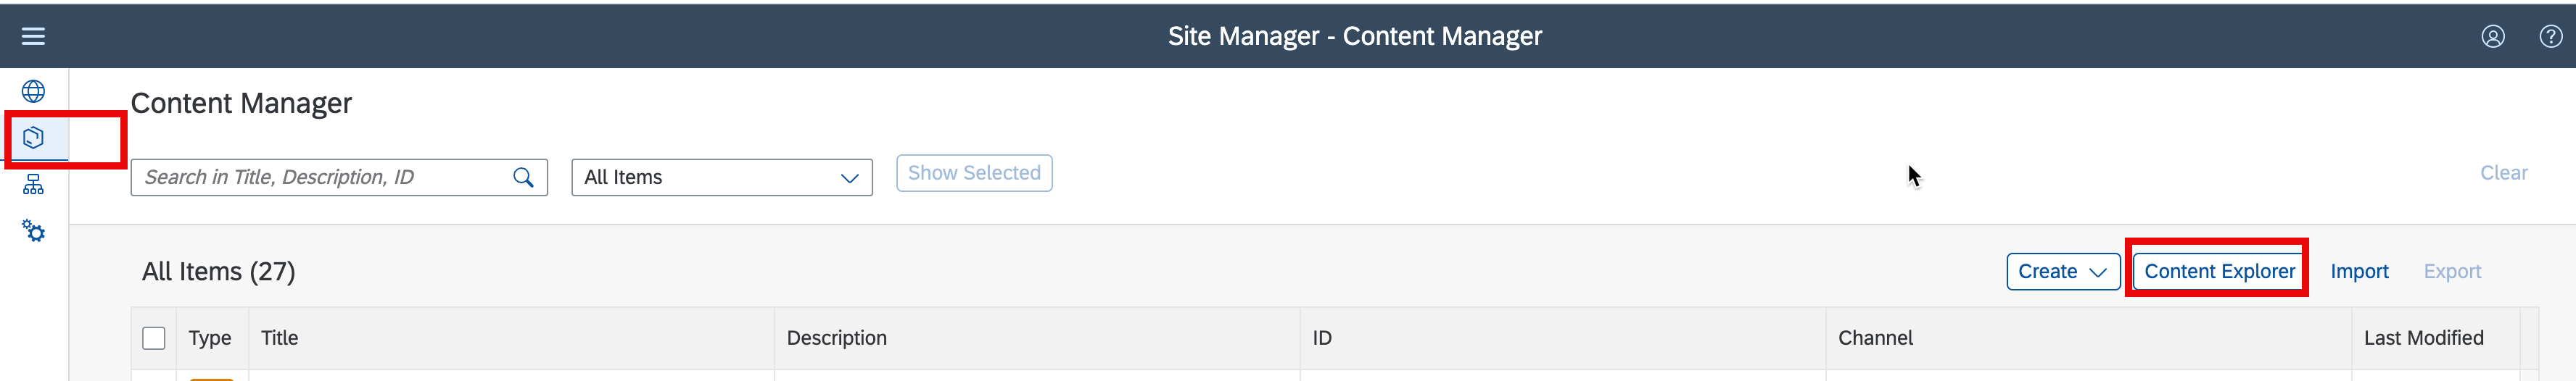 Site Manager - Content Manager
Content Manager
Search in Title, Description, ID
All Items
Show Selected
Clear
All Items (27)
Create
Content Explorer
Import
Export
Type
Title
Description
ID
Channel
Last Modified